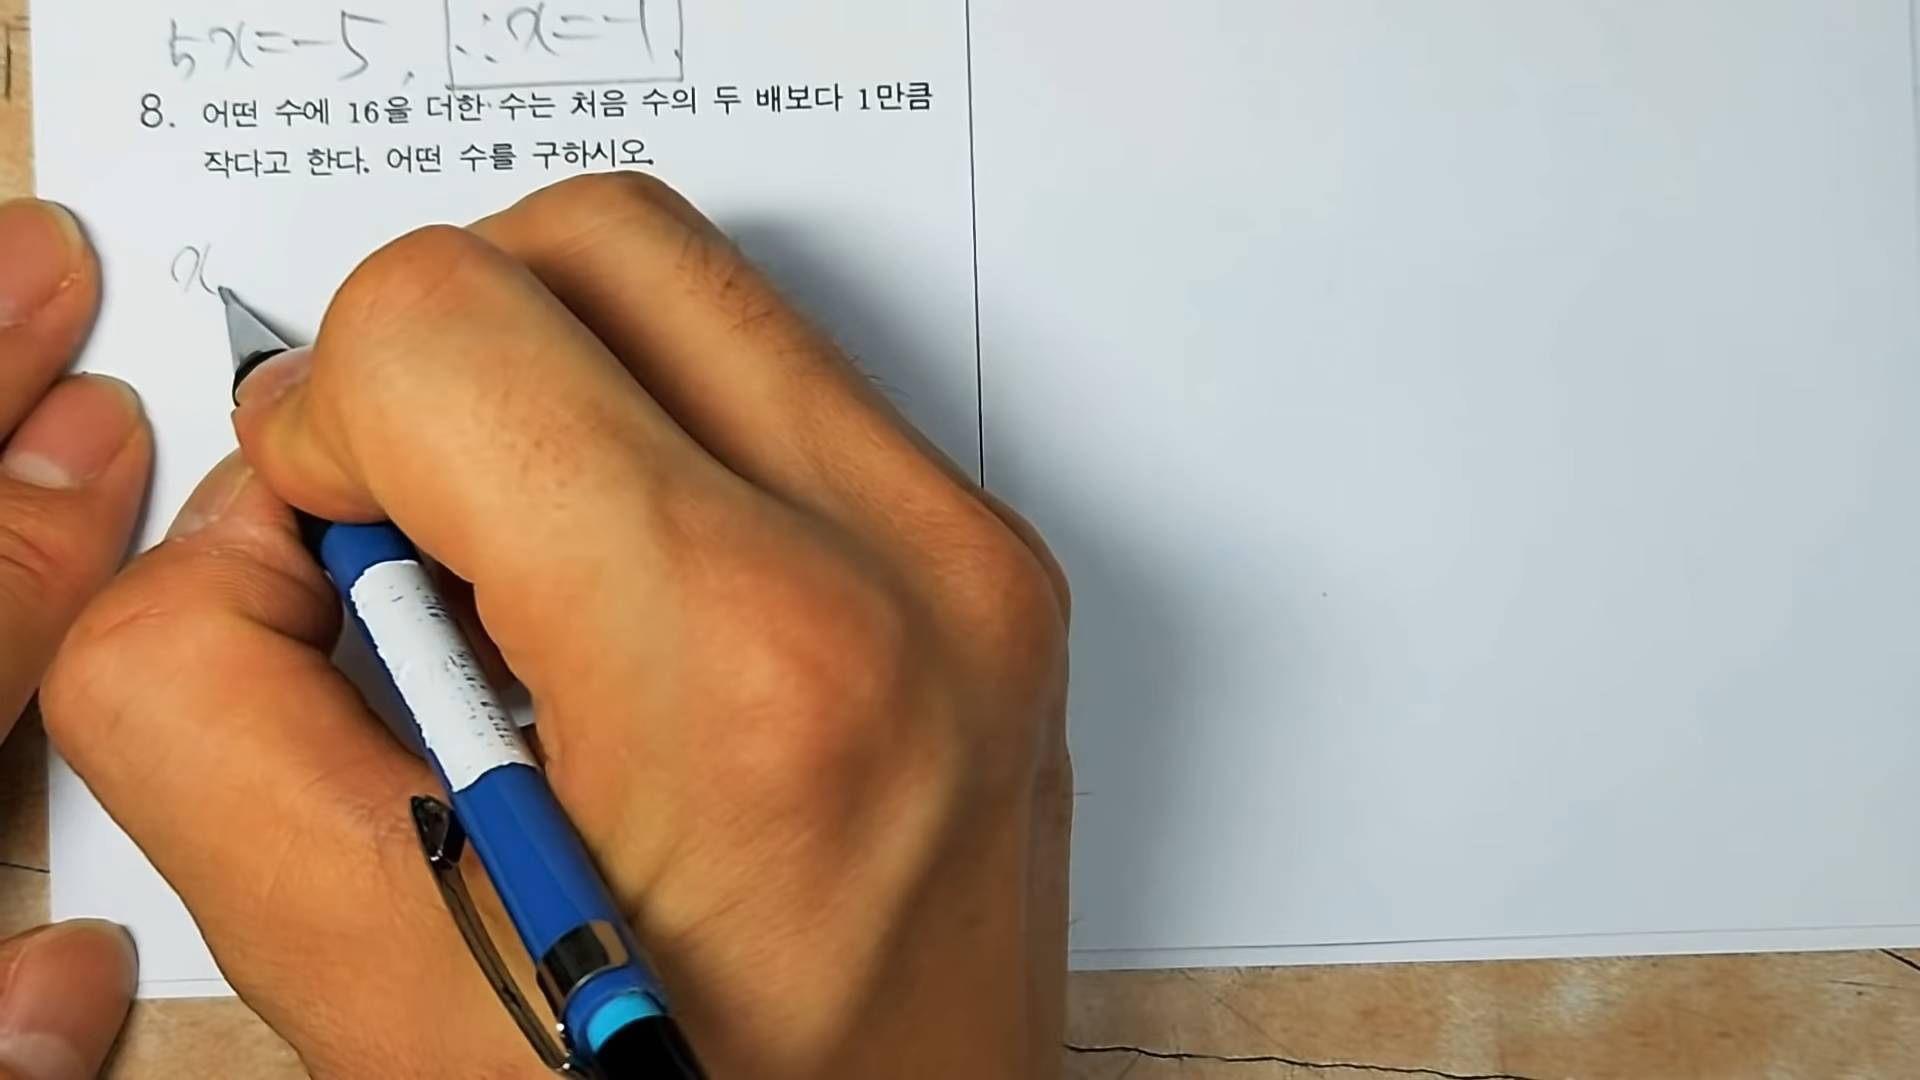 5x=-5, ∴x=-1.
8. 어떤 수에 16을 더한 수는 처음 수의 두 배보다 1만큼
작다고 한다. 어떤 수를 구하시오.
x